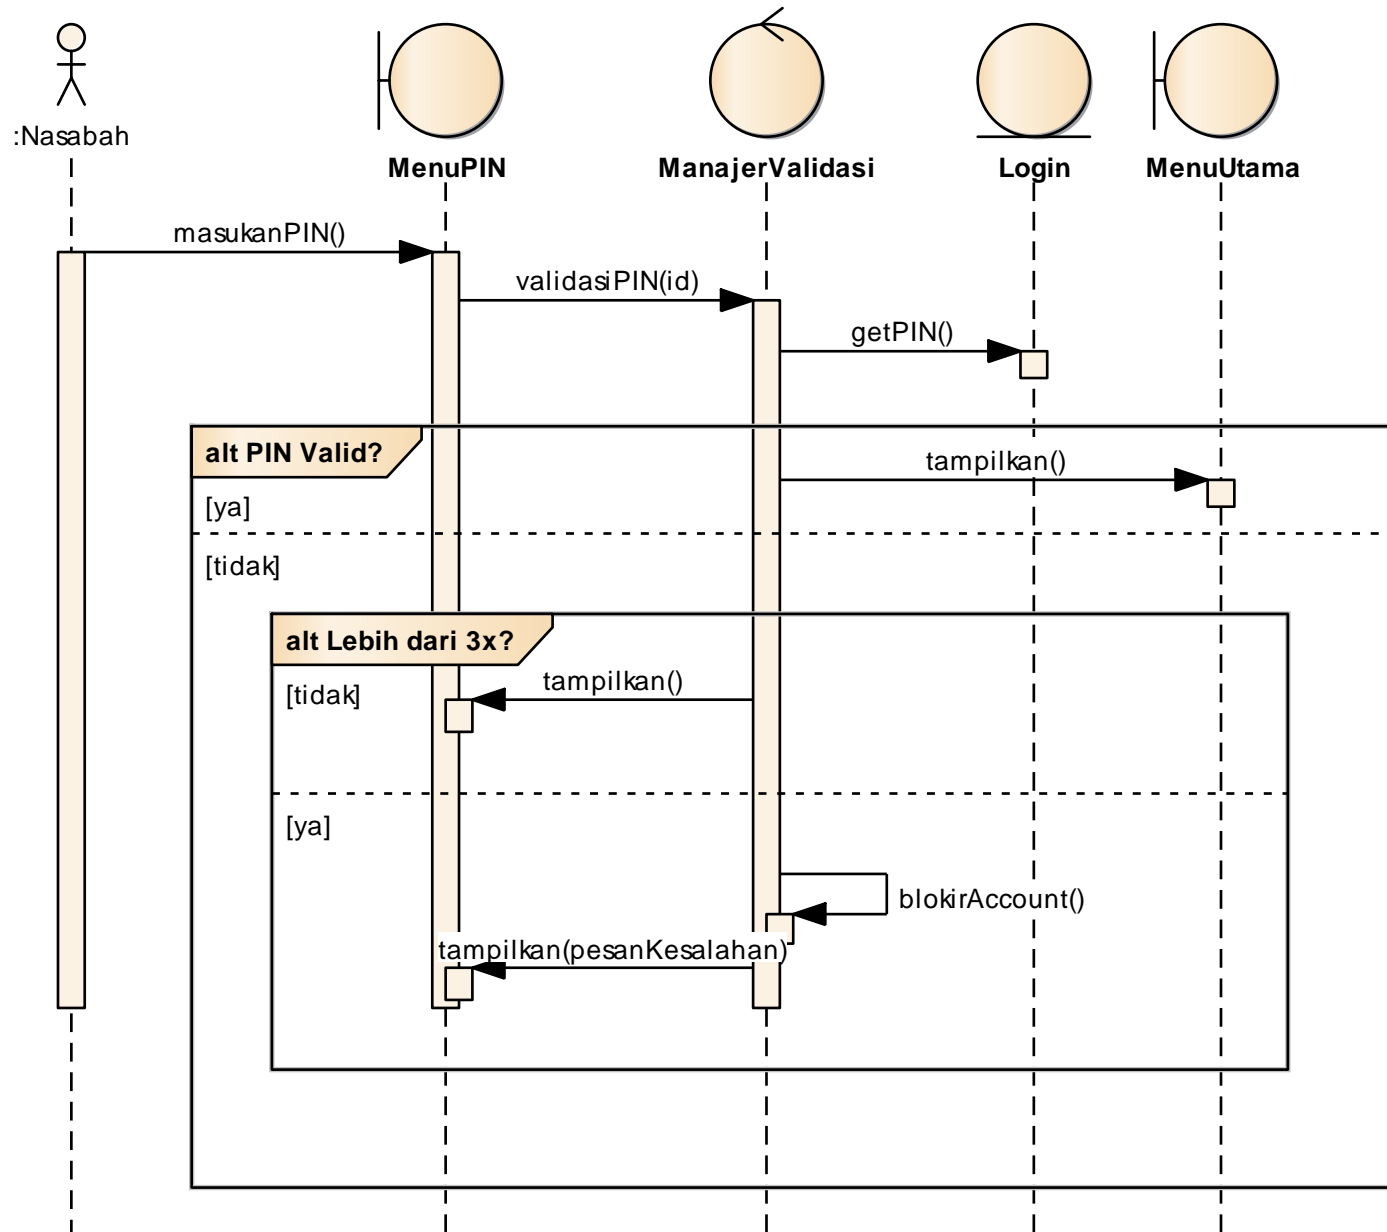 :Nasabah
MenuPIN
ManajerValidasi
Login
MenuUtama
masukanPIN()
validasiPIN(id)
getPIN()
alt PIN Valid?
tampilkan()
[ya]
[tidak]
alt Lebih dari 3x?
tampilkan()
[tidak]
[ya]
blokirAccount()
tampilkan(pesanKesalahan)